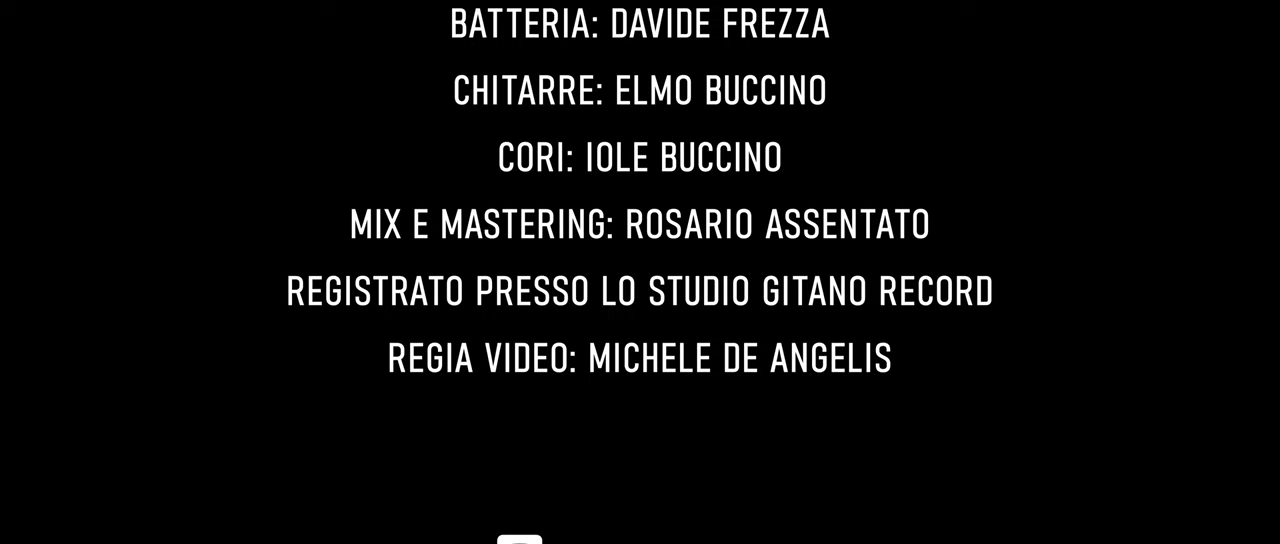 BATTERIA: DAVIDE FREZZA
CHITARRE: ELMO BUCCINO
CORI: IOLE BUCCINO
MIX E MASTERING: ROSARIO ASSENTATO
REGISTRATO PRESSO LO STUDIO GITANO RECORD
REGIA VIDEO: MICHELE DE ANGELIS